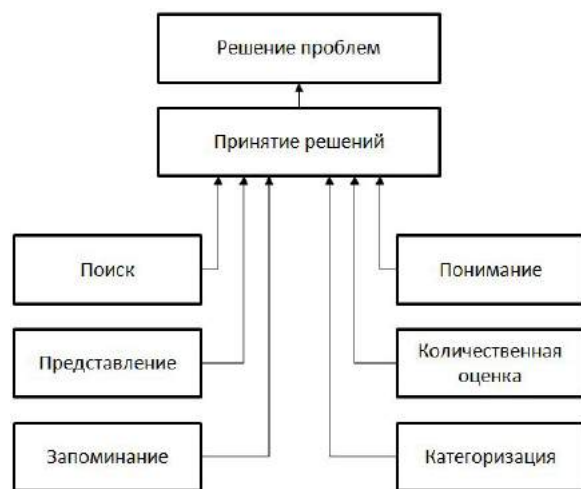 Решение проблем
Принятие решений
Поиск
Понимание
Представление
Количественная
оценка
Запоминание
Категоризация